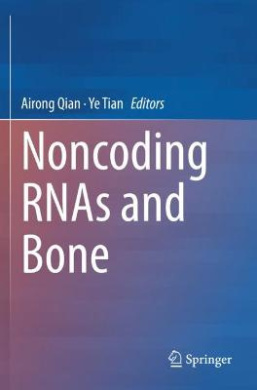 Airong Qian · Ye Tian Editors
Noncoding
RNAs and
Bone
Springer